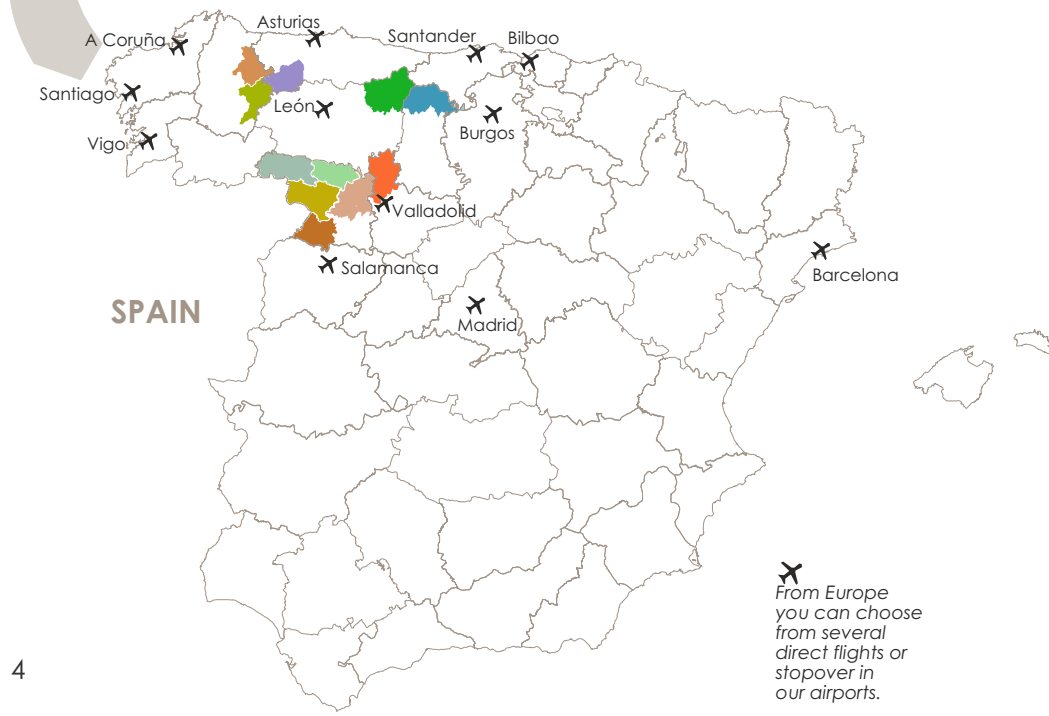 Asturias
A Coruña
Santander
Bilbao
Santiago
León
Burgos
Vigo
Valladolid
Salamanca
Barcelona
SPAIN
Madrid
From Europe
you can choose
from several
direct flights or
stopover in
our airports.
4